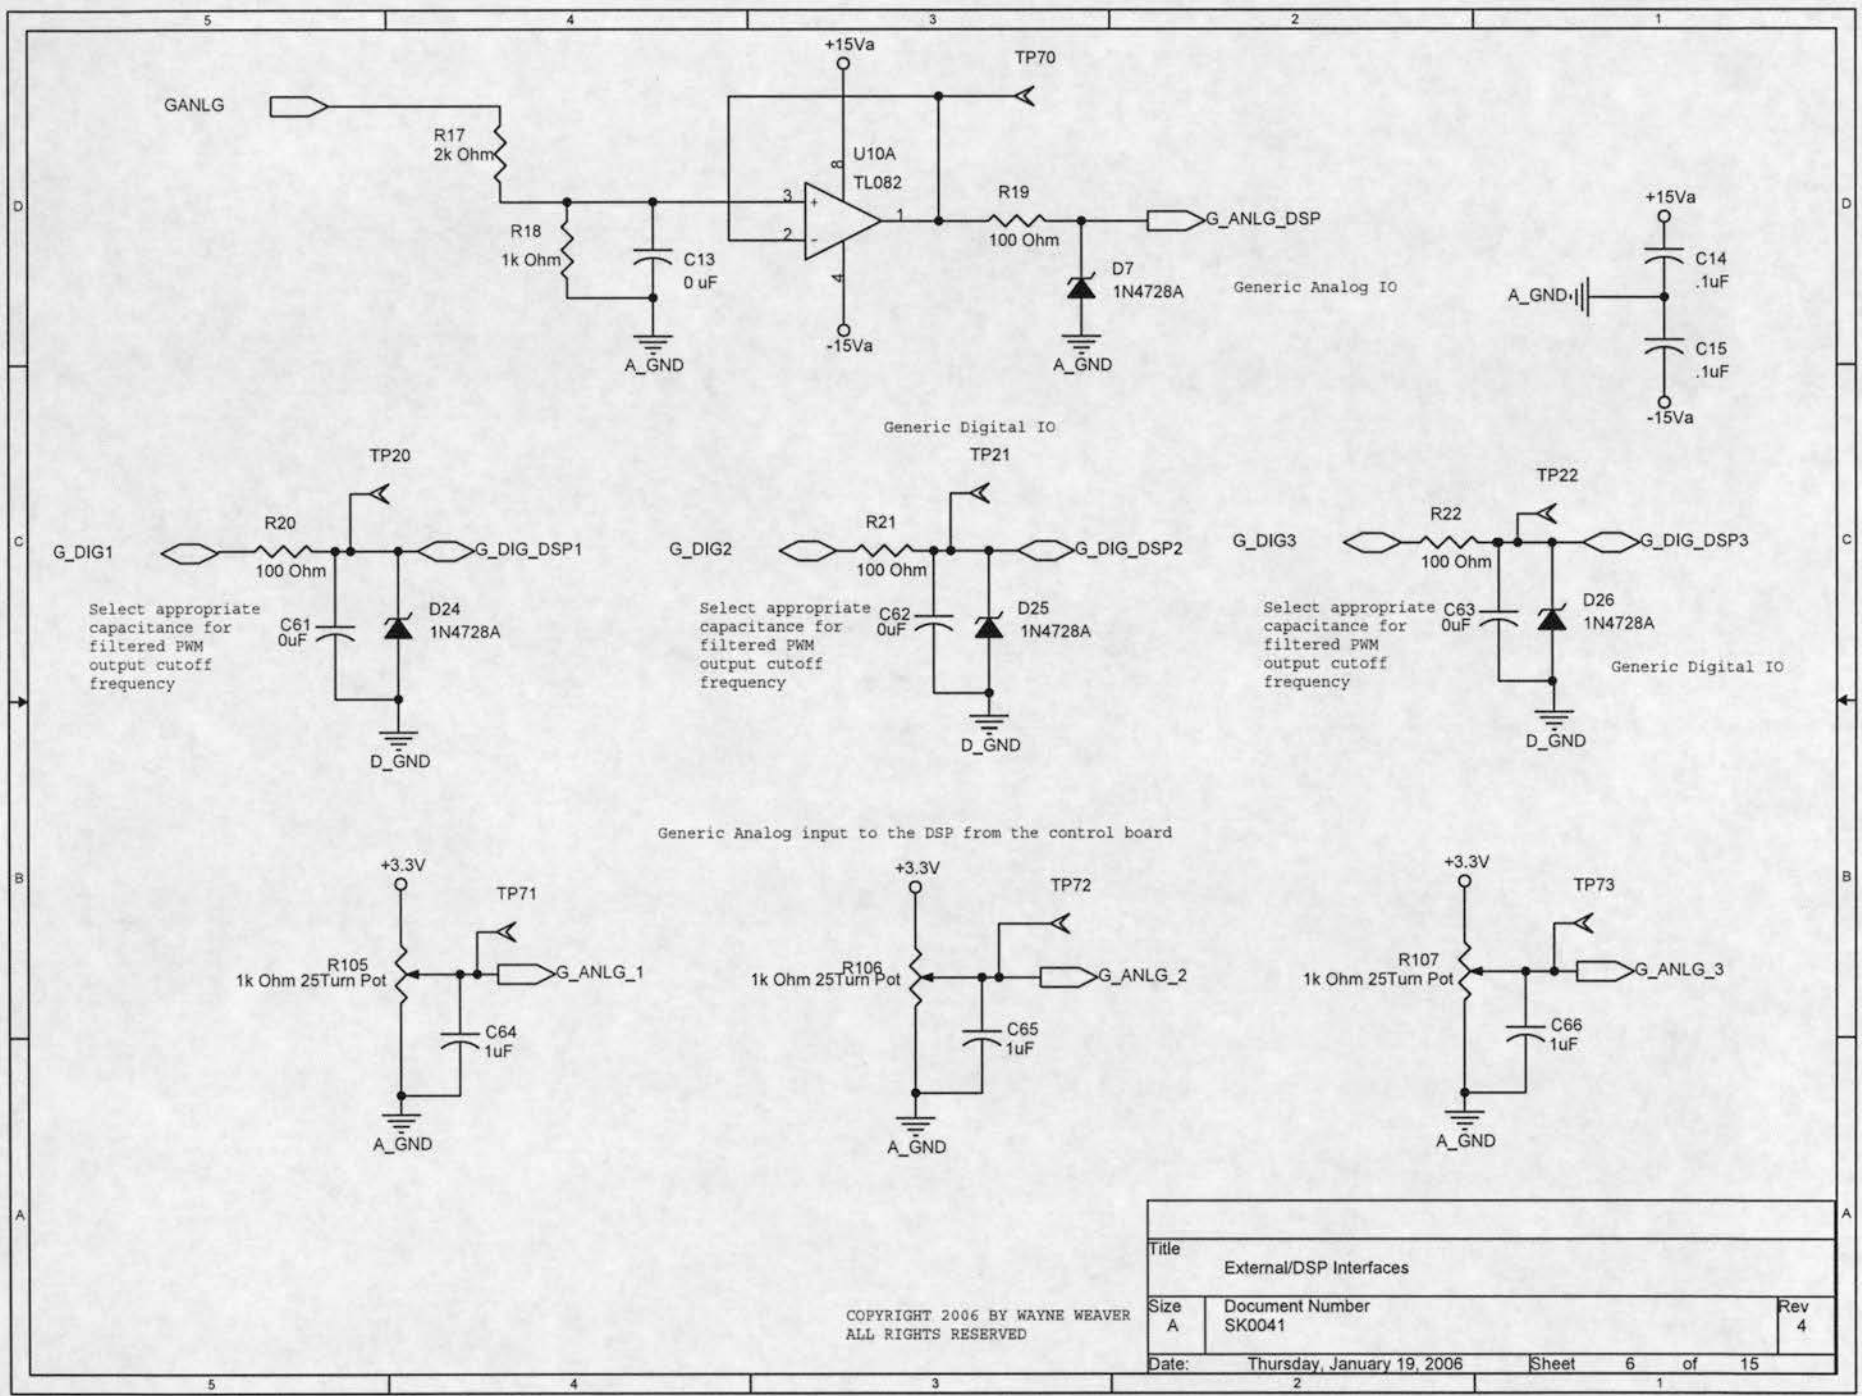 5 4 3 2 1
+15Va
TP70
GANLG
R17
2k Ohm
8
U10A
TL082
D
3
+
R18
1k Ohm
C13
0 uF
2
-
1
4
R19
100 Ohm
G_ANLG_DSP
D7
1N4728A
Generic Analog IO
-15Va
A_GND
A_GND
+15Va
D
C14
.1uF
A_GND
C15
.1uF
-15Va
Generic Digital IO
TP20
TP21
TP22
C
G_DIG1
R20
100 Ohm
G_DIG_DSP1
G_DIG2
R21
100 Ohm
G_DIG_DSP2
G_DIG3
R22
100 Ohm
G_DIG_DSP3
C
Select appropriate
capacitance for
filtered PWM
output cutoff
frequency
C61
0uF
D24
1N4728A
D_GND
Select appropriate
capacitance for
filtered PWM
output cutoff
frequency
C62
0uF
D25
1N4728A
D_GND
Select appropriate
capacitance for
filtered PWM
output cutoff
frequency
C63
0uF
D26
1N4728A
Generic Digital IO
D_GND
Generic Analog input to the DSP from the control board
B
+3.3V
TP71
R105
1k Ohm 25Turn Pot
G_ANLG_1
C64
1uF
A_GND
+3.3V
TP72
R106
1k Ohm 25Turn Pot
G_ANLG_2
C65
1uF
A_GND
+3.3V
TP73
R107
1k Ohm 25Turn Pot
G_ANLG_3
C66
1uF
A_GND
B
A
A
Title
External/DSP Interfaces
Size
A
Document Number
SK0041
Rev
4
Date: Thursday, January 19, 2006 Sheet 6 of 15
COPYRIGHT 2006 BY WAYNE WEAVER
ALL RIGHTS RESERVED
5 4 3 2 1